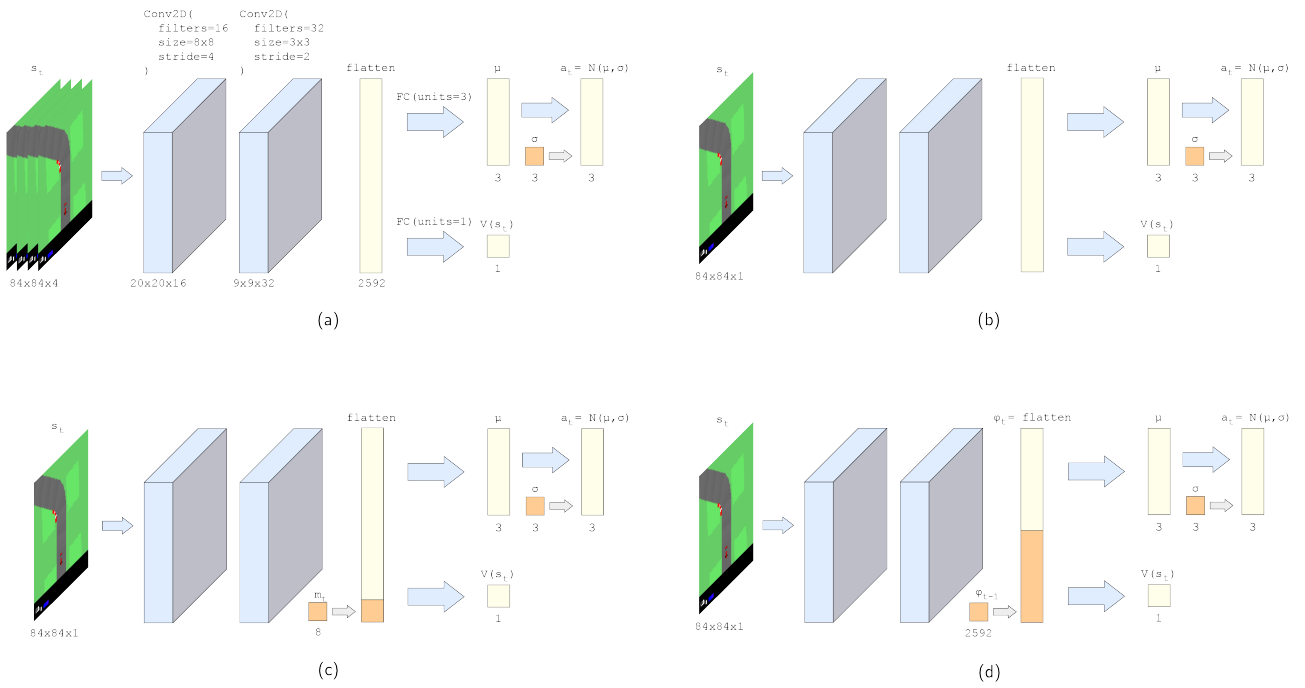 Conv2D(
filters=16
size=8x8
stride=4
)
Conv2D(
filters=32
size=3x3
stride=2
)
s_t
flatten
μ
a_t = N(μ,σ)
FC(units=3)
σ
3
3
3
FC(units=1)
V(s_t)
1
84x84x4
20x20x16
9x9x32
2592
(a)
s_t
flatten
μ
a_t = N(μ,σ)
σ
3
3
3
V(s_t)
1
84x84x1
(b)
s_t
flatten
μ
a_t = N(μ,σ)
σ
3
3
3
m_t
8
V(s_t)
1
84x84x1
(c)
s_t
φ_t = flatten
μ
a_t = N(μ,σ)
σ
3
3
3
φ_t-1
2592
V(s_t)
1
84x84x1
(d)